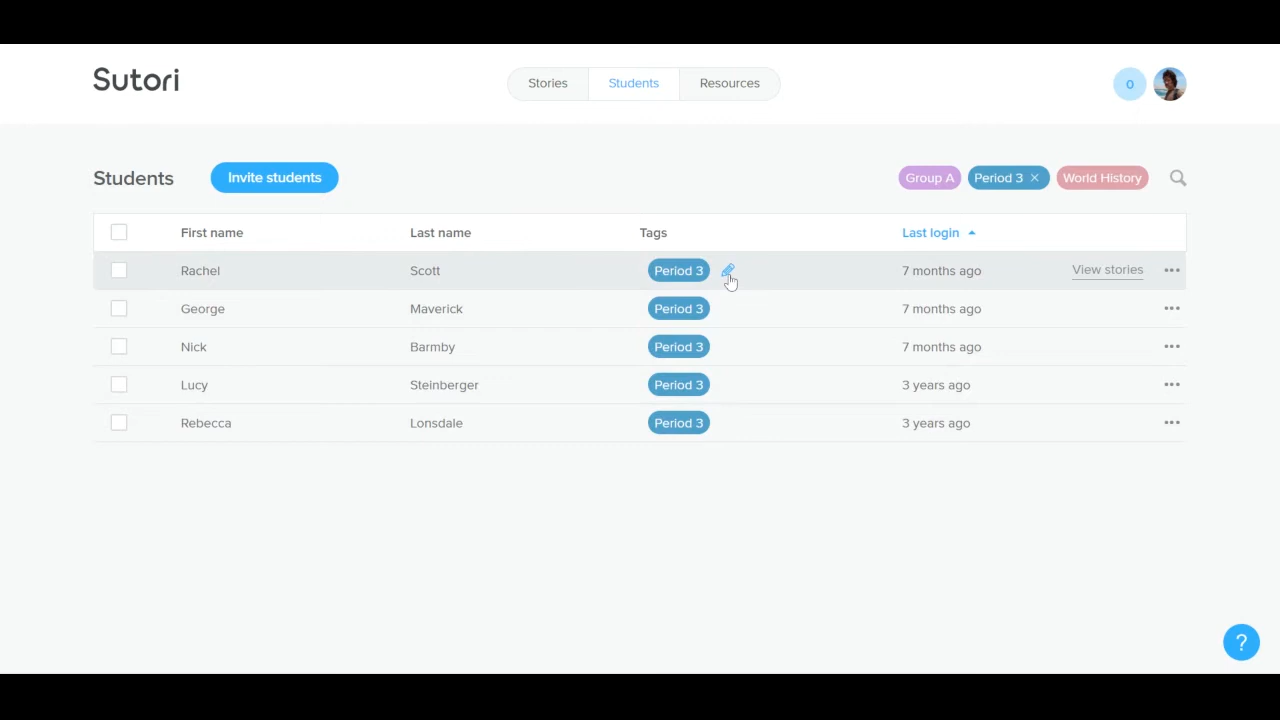 Sutori
Stories Students Resources
0
Students Invite students Group A Period 3 × World History
First name Last name Tags Last login
Rachel Scott Period 3 7 months ago View stories
George Maverick Period 3 7 months ago
Nick Barmby Period 3 7 months ago
Lucy Steinberger Period 3 3 years ago
Rebecca Lonsdale Period 3 3 years ago
?